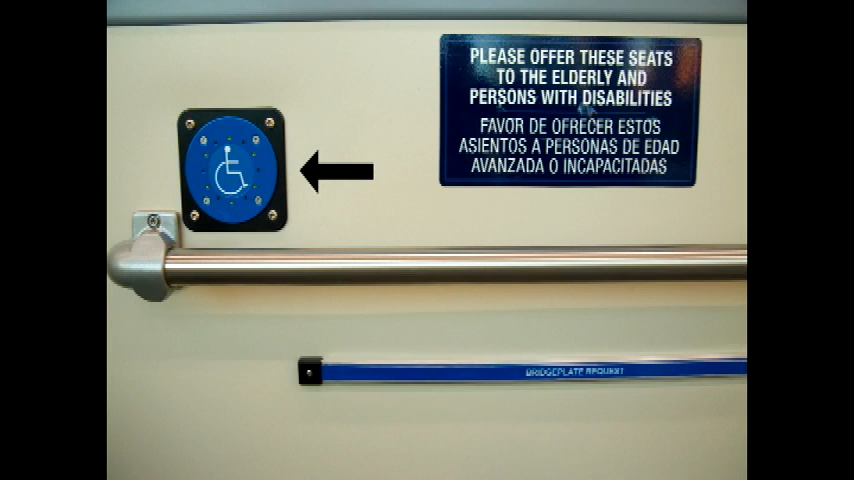 PLEASE OFFER THESE SEATS
TO THE ELDERLY AND
PERSONS WITH DISABILITIES
FAVOR DE OFRECER ESTOS
ASIENTOS A PERSONAS DE EDAD
AVANZADA O INCAPACITADAS
BRIDGEPLATE REQUEST